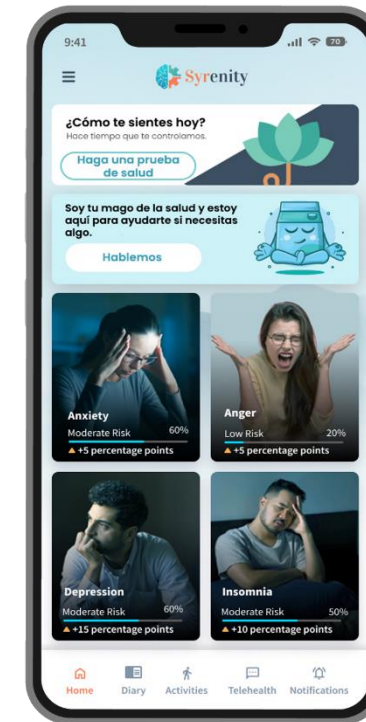 9:41
70
Syrenity
¿Cómo te sientes hoy?
Hace tiempo que te controlamos.
Haga una prueba
de salud
Soy tu mago de la salud y estoy
aquí para ayudarte si necesitas
algo.
Hablemos
Anxiety
Moderate Risk 60%
▲ +5 percentage points
Anger
Low Risk 20%
▲ +5 percentage points
Depression
Moderate Risk 60%
▲ +15 percentage points
Insomnia
Moderate Risk 50%
▲ +10 percentage points
Home Diary Activities Telehealth Notifications